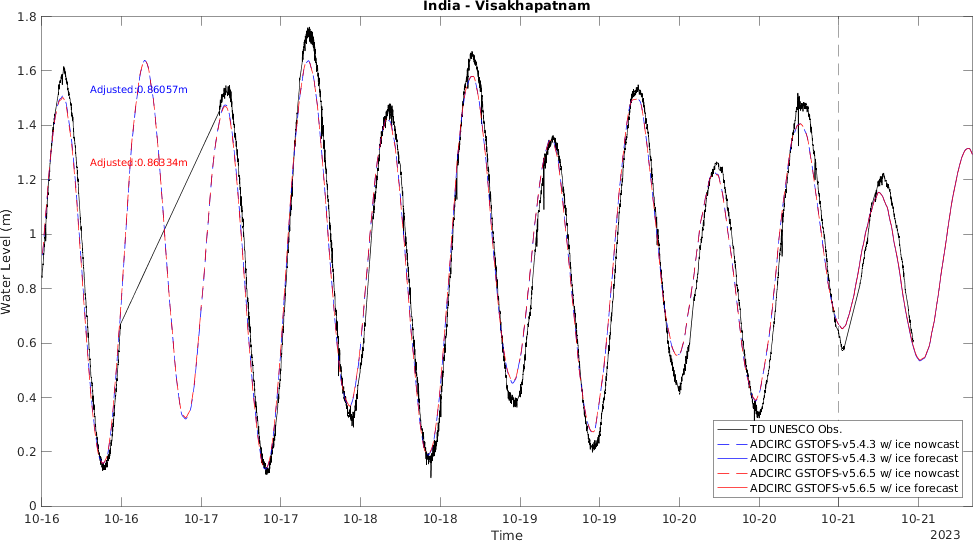 India - Visakhapatnam
1.8
1.6
1.4
1.2
1
0.8
0.6
0.4
0.2
0
Water Level (m)
Adjusted:0.86057m
Adjusted:0.86334m
TD UNESCO Obs.
ADCIRC GSTOFS-v5.4.3 w/ ice nowcast
ADCIRC GSTOFS-v5.4.3 w/ ice forecast
ADCIRC GSTOFS-v5.6.5 w/ ice nowcast
ADCIRC GSTOFS-v5.6.5 w/ ice forecast
10-16 10-16 10-17 10-17 10-18 10-18 10-19 10-19 10-20 10-20 10-21 10-21
Time
2023